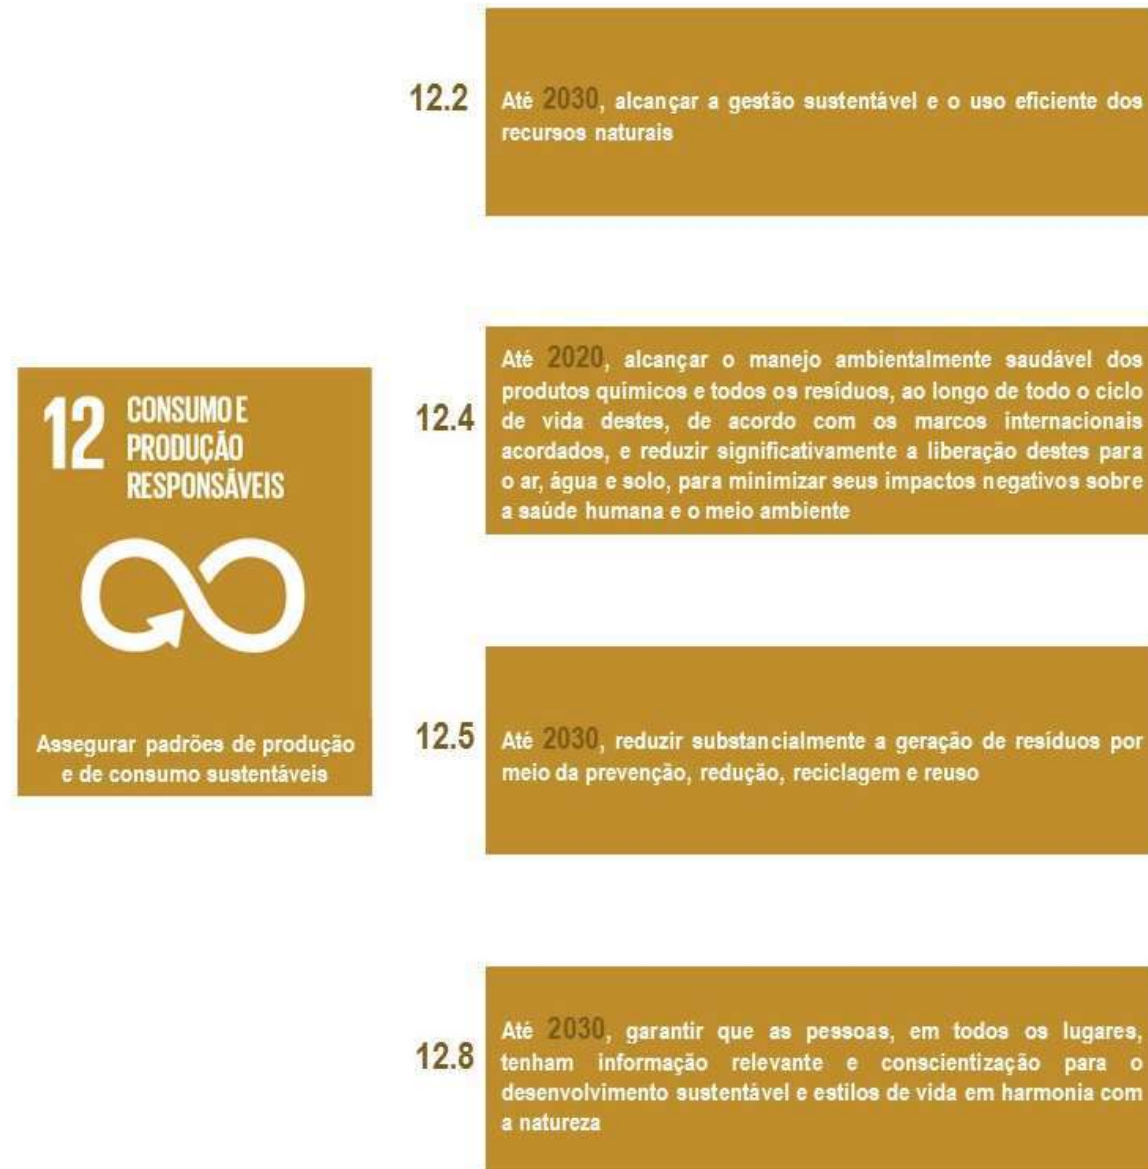 12.2
Até 2030, alcançar a gestão sustentável e o uso eficiente dos
recursos naturais
12.4
Até 2020, alcançar o manejo ambientalmente saudável dos
produtos químicos e todos os resíduos, ao longo de todo o ciclo
de vida destes, de acordo com os marcos internacionais
acordados, e reduzir significativamente a liberação destes para
o ar, água e solo, para minimizar seus impactos negativos sobre
a saúde humana e o meio ambiente
12 CONSUMO E
PRODUÇÃO
RESPONSÁVEIS
Assegurar padrões de produção
e de consumo sustentáveis
12.5
Até 2030, reduzir substancialmente a geração de resíduos por
meio da prevenção, redução, reciclagem e reuso
12.8
Até 2030, garantir que as pessoas, em todos os lugares,
tenham informação relevante e conscientização para o
desenvolvimento sustentável e estilos de vida em harmonia com
a natureza